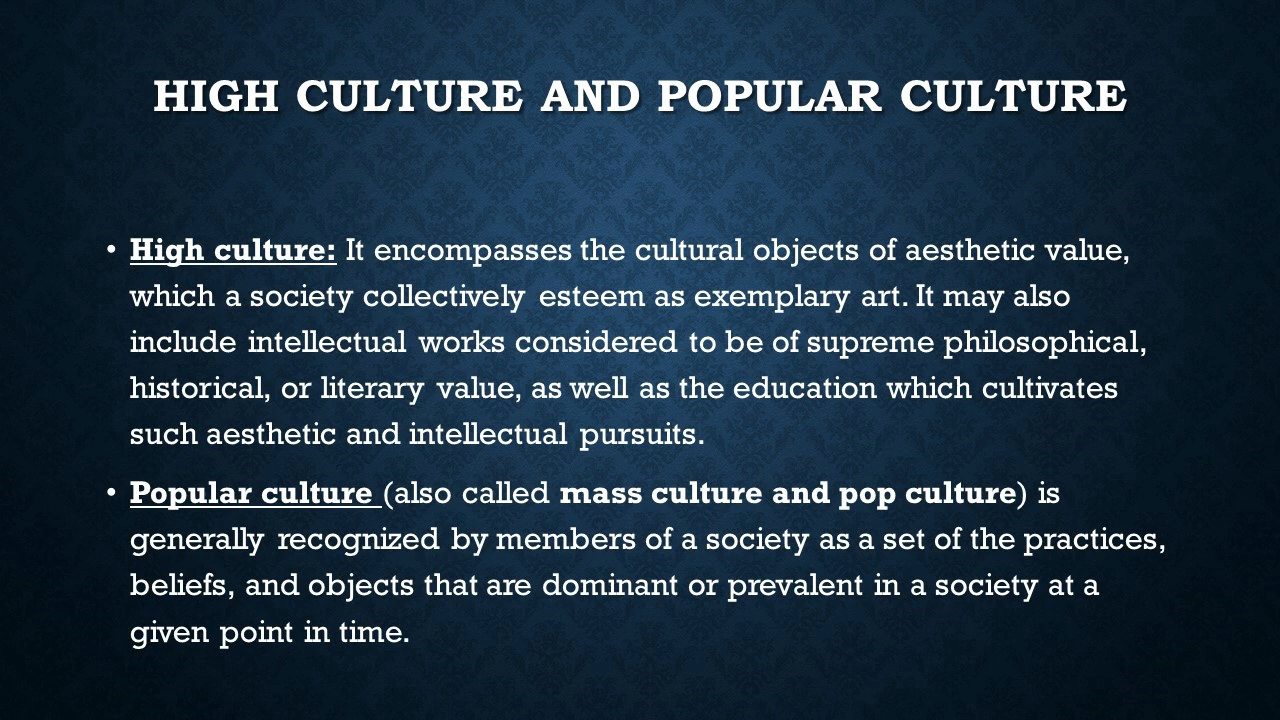 HIGH CULTURE AND POPULAR CULTURE
• High culture: It encompasses the cultural objects of aesthetic value,
which a society collectively esteem as exemplary art. It may also
include intellectual works considered to be of supreme philosophical,
historical, or literary value, as well as the education which cultivates
such aesthetic and intellectual pursuits.
• Popular culture (also called mass culture and pop culture) is
generally recognized by members of a society as a set of the practices,
beliefs, and objects that are dominant or prevalent in a society at a
given point in time.